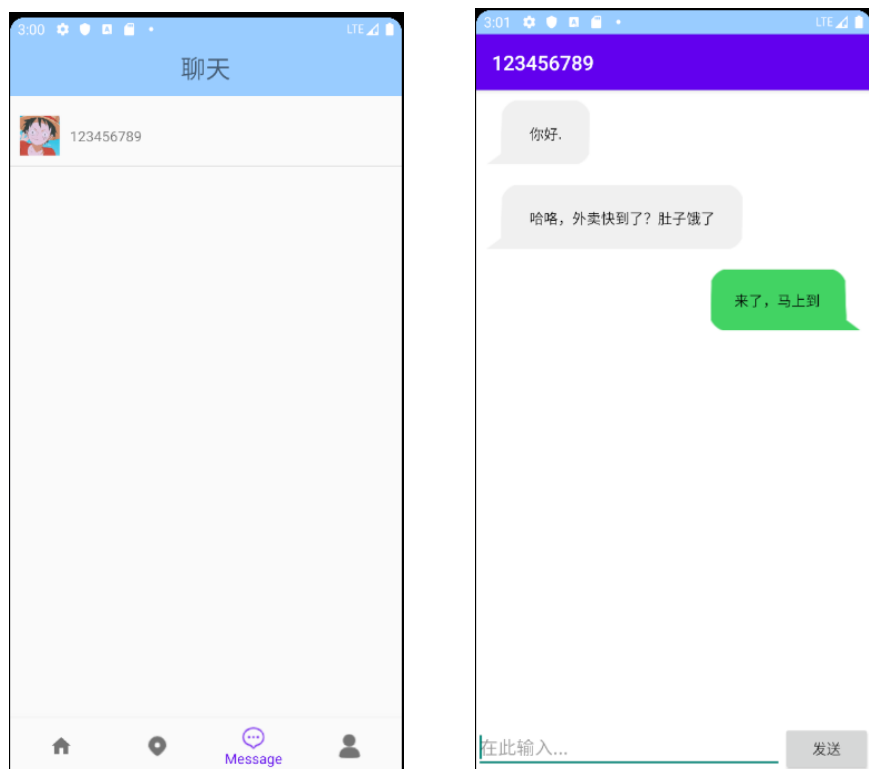 3:00
LTE
聊天
123456789
Message
3:01
LTE
123456789
你好.
哈咯，外卖快到了？肚子饿了
来了，马上到
在此输入...
发送